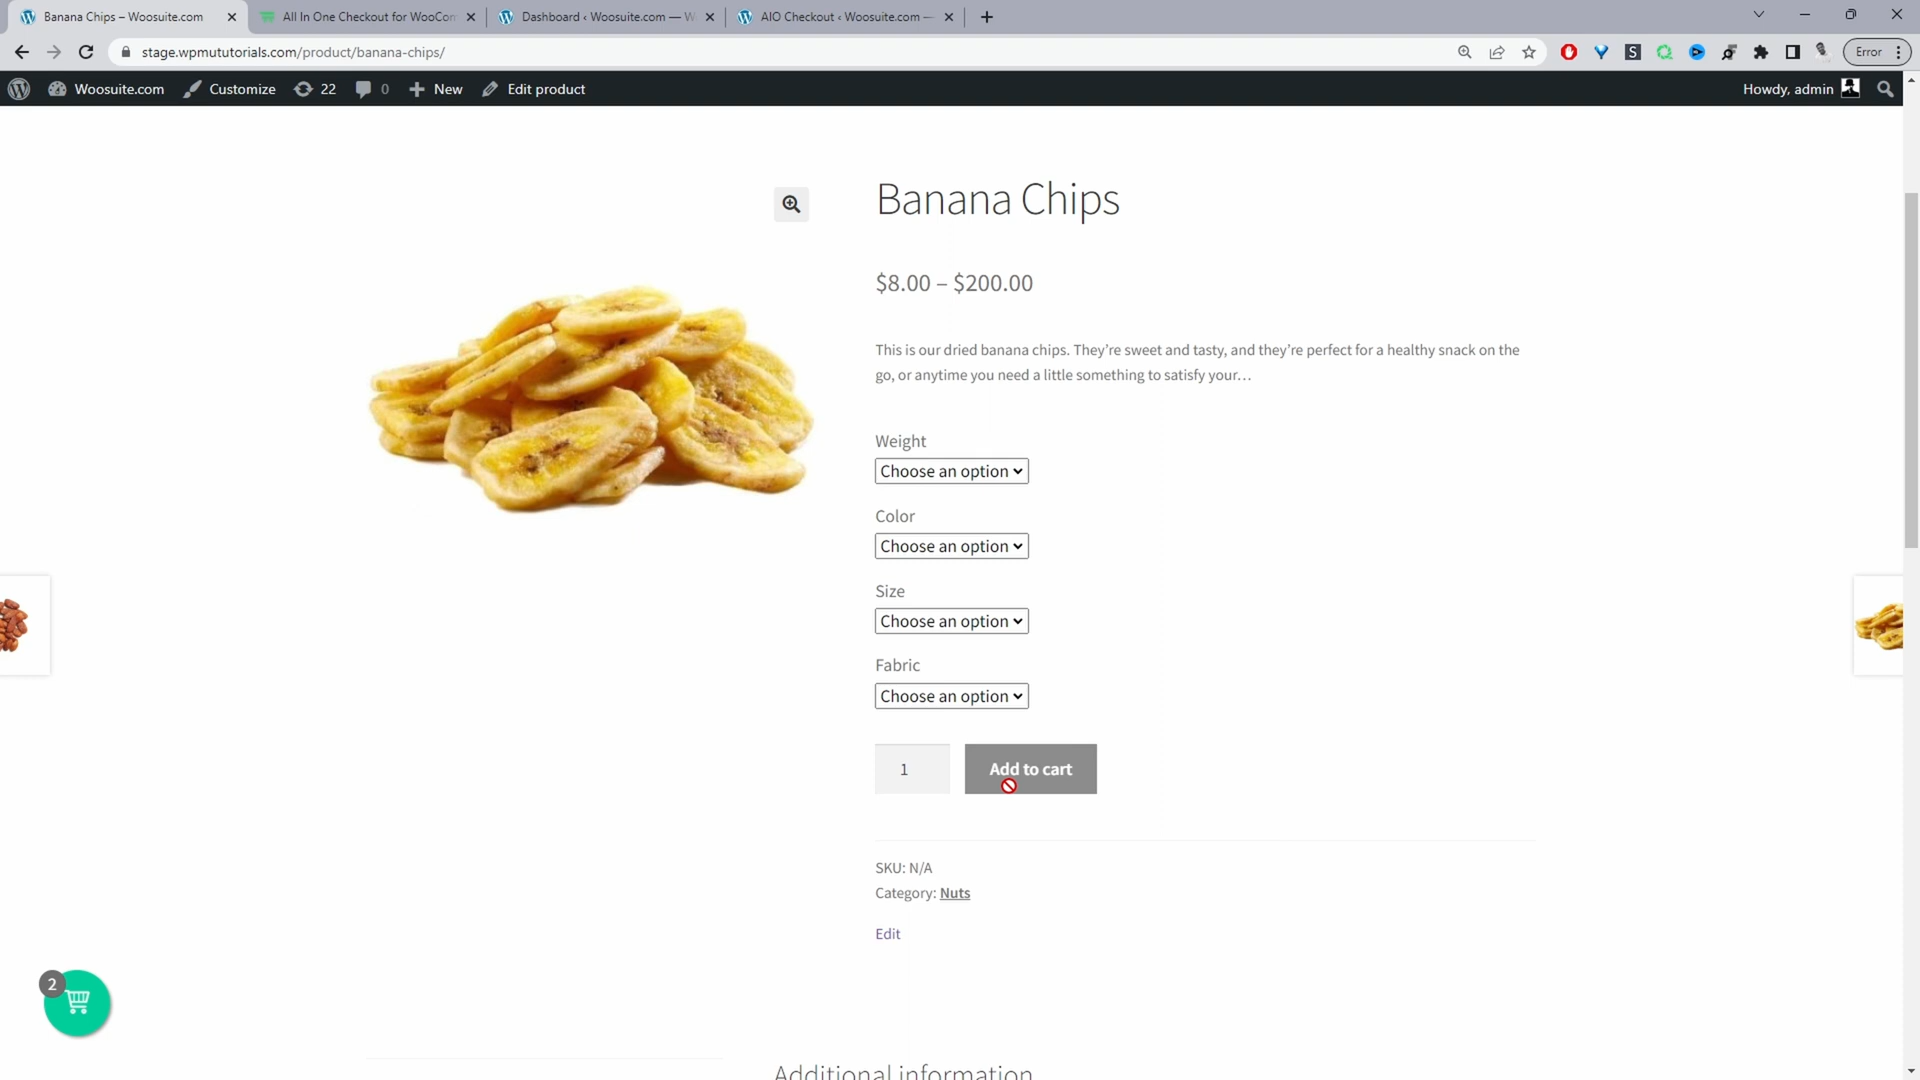 Banana Chips – Woosuite.com
All In One Checkout for WooCom
Dashboard ‹ Woosuite.com — W
AIO Checkout ‹ Woosuite.com —
stage.wpmututorials.com/product/banana-chips/
Error
Woosuite.com
Customize
22
0
New
Edit product
Howdy, admin
Banana Chips
$8.00 – $200.00
This is our dried banana chips. They’re sweet and tasty, and they’re perfect for a healthy snack on the
go, or anytime you need a little something to satisfy your…
Weight
Choose an option
Color
Choose an option
Size
Choose an option
Fabric
Choose an option
1
Add to cart
SKU: N/A
Category: Nuts
Edit
2
Additional information